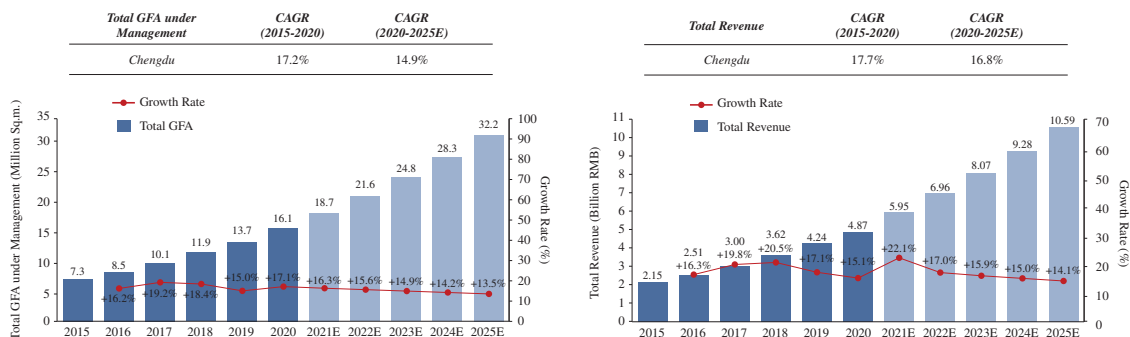 Total GFA under Management CAGR (2015-2020) CAGR (2020-2025E)
Chengdu 17.2% 14.9%
Growth Rate
Total GFA
Total GFA under Management (Million Sq.m.)
35
30
25
20
15
10
5
0
7.3 8.5 10.1 11.9 13.7 16.1 18.7 21.6 24.8 28.3 32.2
+16.2% +19.2% +18.4% +15.0% +17.1% +16.3% +15.6% +14.9% +14.2% +13.5%
2015 2016 2017 2018 2019 2020 2021E 2022E 2023E 2024E 2025E
100
90
80
70
60
50
40
30
20
10
0
Growth Rate (%)
Total Revenue CAGR (2015-2020) CAGR (2020-2025E)
Chengdu 17.7% 16.8%
Growth Rate
Total Revenue
Total Revenue (Billion RMB)
11
10
9
8
7
6
5
4
3
2
1
0
2.15 2.51 3.00 3.62 4.24 4.87 5.95 6.96 8.07 9.28 10.59
+16.3% +19.8% +20.5% +17.1% +15.1% +22.1% +17.0% +15.9% +15.0% +14.1%
2015 2016 2017 2018 2019 2020 2021E 2022E 2023E 2024E 2025E
70
60
50
40
30
20
10
0
Growth Rate (%)